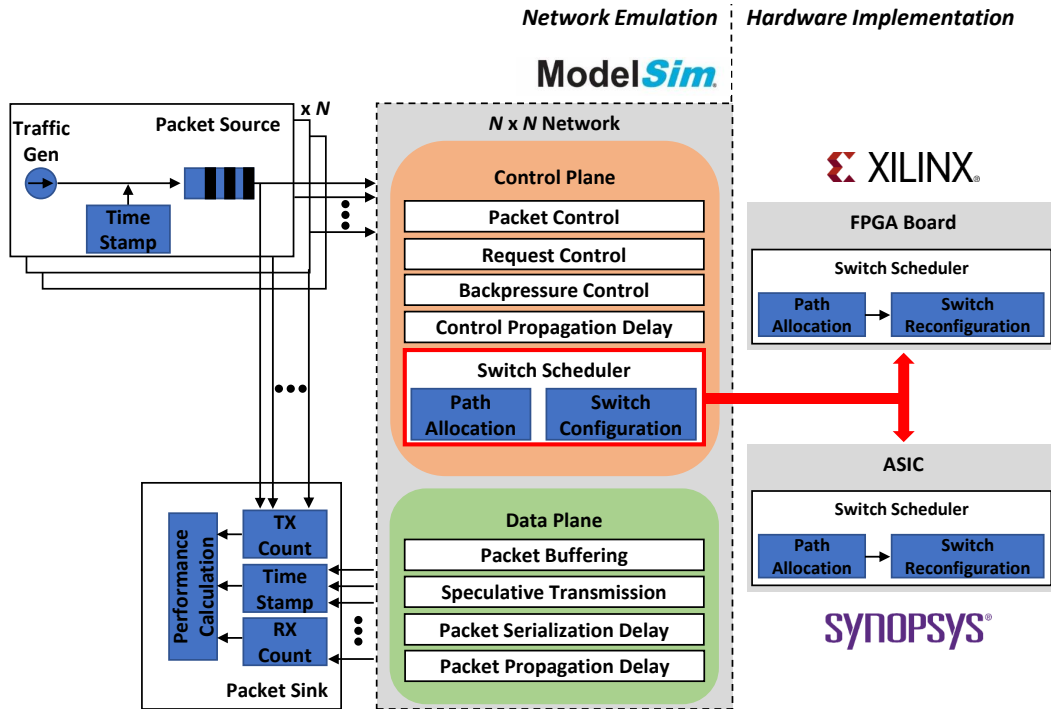 Network Emulation
Hardware Implementation
ModelSim
x N
Traffic
Gen
Packet Source
Time
Stamp
N x N Network
Control Plane
Packet Control
Request Control
Backpressure Control
Control Propagation Delay
Switch Scheduler
Path
Allocation
Switch
Configuration
XILINX®
FPGA Board
Switch Scheduler
Path
Allocation
Switch
Reconfiguration
ASIC
Switch Scheduler
Path
Allocation
Switch
Reconfiguration
SYNOPSYS®
Performance
Calculation
TX
Count
Time
Stamp
RX
Count
Packet Sink
Data Plane
Packet Buffering
Speculative Transmission
Packet Serialization Delay
Packet Propagation Delay